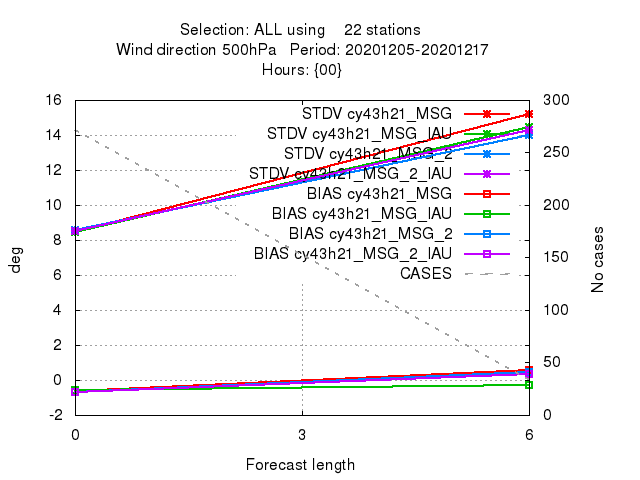 Selection: ALL using 22 stations
Wind direction 500hPa Period: 20201205-20201217
Hours: {00}
16 300
STDV cy43h21_MSG
14 STDV cy43h21_MSG_IAU
STDV cy43h21_MSG_2 250
12 STDV cy43h21_MSG_2_IAU
BIAS cy43h21_MSG
10 BIAS cy43h21_MSG_IAU 200
BIAS cy43h21_MSG_2
8 BIAS cy43h21_MSG_2_IAU 150
deg No cases
6 CASES
4 100
2 50
0
-2 0
0 3 6
Forecast length